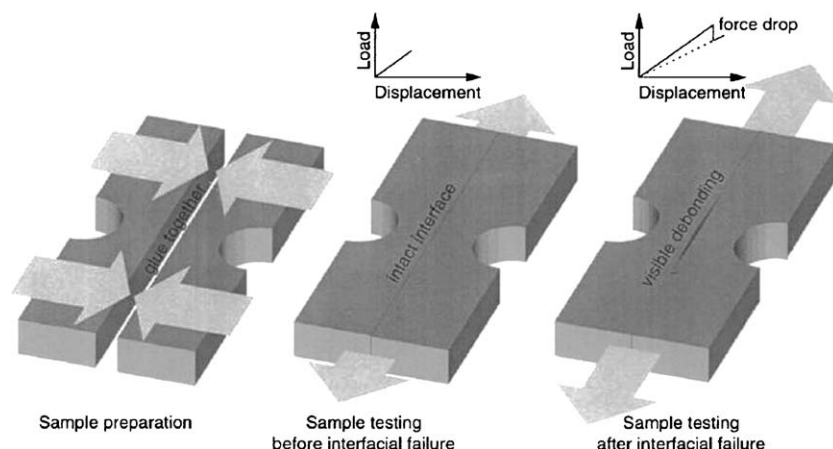 Load
Displacement
Load
force drop
Displacement
glue together
intact interface
visible debonding
Sample preparation
Sample testing
before interfacial failure
Sample testing
after interfacial failure